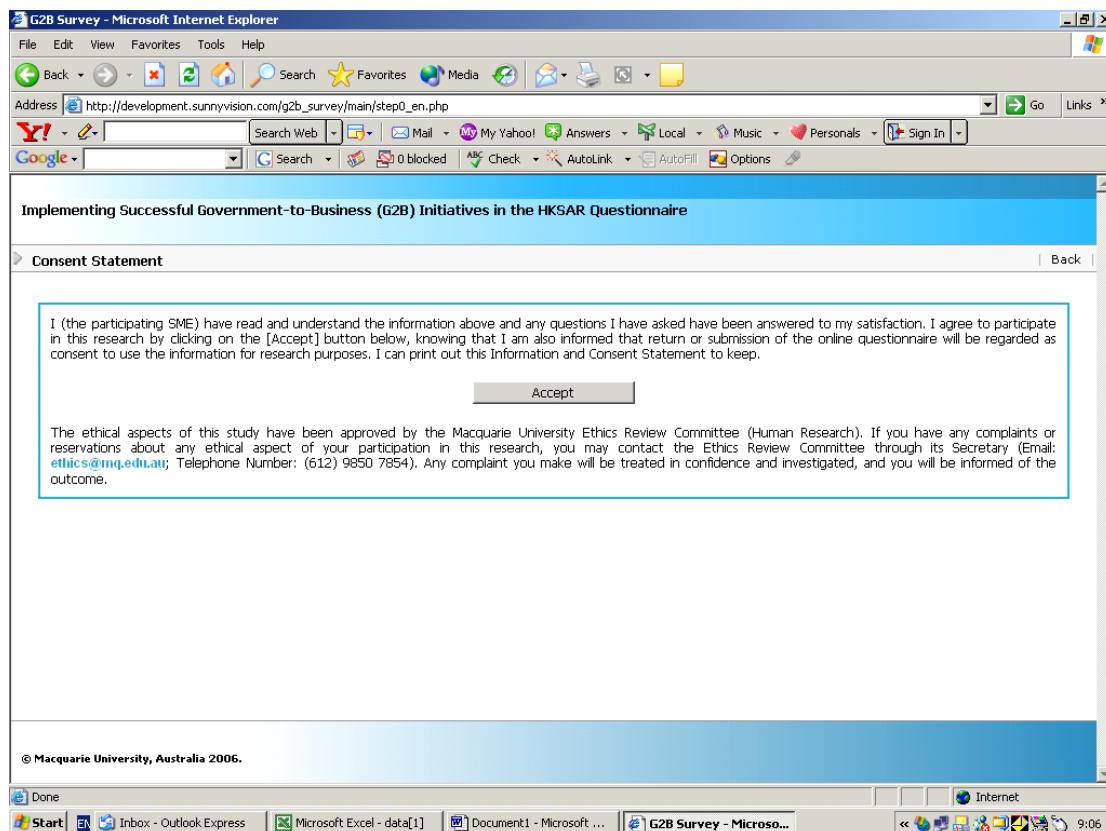 G2B Survey - Microsoft Internet Explorer
File Edit View Favorites Tools Help
Back Search Favorites Media
Address http://development.sunnyvision.com/g2b_survey/main/step0_en.php Go Links »
Y! Search Web Mail My My Yahoo! Answers Local Music Personals Sign In
Google G Search 0 blocked ABC Check AutoLink AutoFill Options
Implementing Successful Government-to-Business (G2B) Initiatives in the HKSAR Questionnaire
Consent Statement | Back |
I (the participating SME) have read and understand the information above and any questions I have asked have been answered to my satisfaction. I agree to participate
in this research by clicking on the [Accept] button below, knowing that I am also informed that return or submission of the online questionnaire will be regarded as
consent to use the information for research purposes. I can print out this Information and Consent Statement to keep.
Accept
The ethical aspects of this study have been approved by the Macquarie University Ethics Review Committee (Human Research). If you have any complaints or
reservations about any ethical aspect of your participation in this research, you may contact the Ethics Review Committee through its Secretary (Email:
ethics@mq.edu.au; Telephone Number: (612) 9850 7854). Any complaint you make will be treated in confidence and investigated, and you will be informed of the
outcome.
© Macquarie University, Australia 2006.
Done Internet
Start EN Inbox - Outlook Express Microsoft Excel - data[1] Document1 - Microsoft ... G2B Survey - Microso... « 9:06